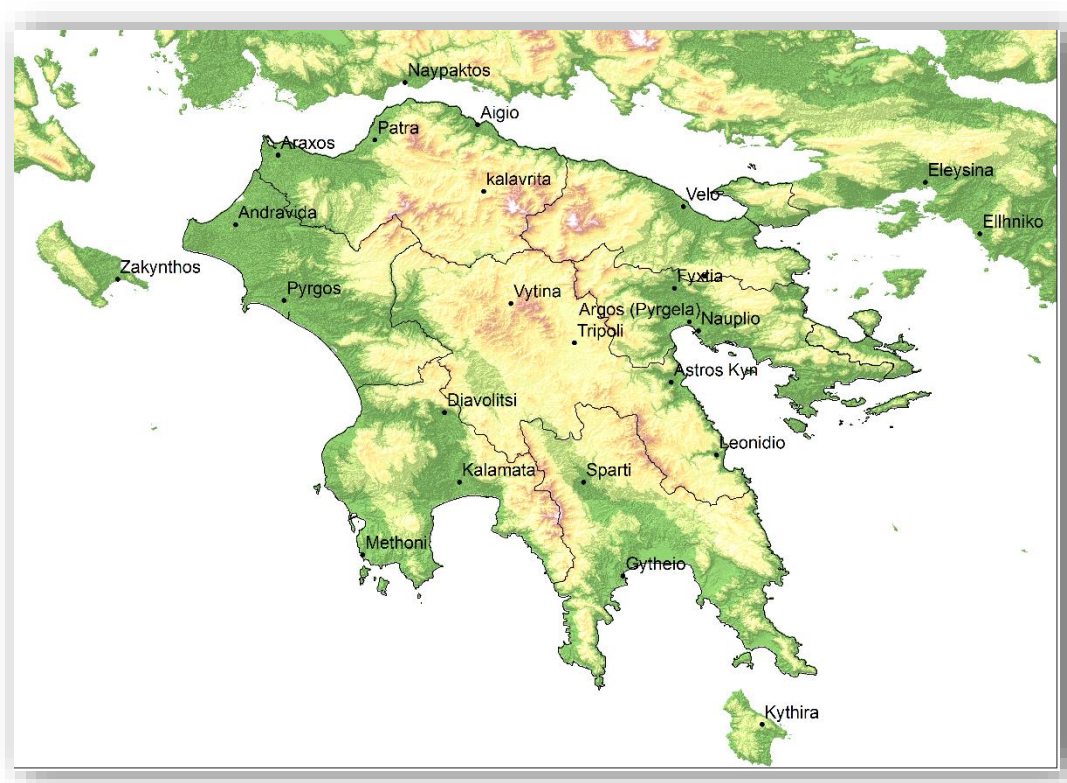 Naypaktos
Aigio
Patra
Araxos
Eleysina
kalavrita
Velo
Andravida
Ellhniko
Zakynthos
Fyxtia
Pyrgos
Vytina
Argos (Pyrgela)
Nauplio
Tripoli
Astros Kyn
Diavolitsi
Leonidio
Kalamata
Sparti
Methoni
Gytheio
Kythira